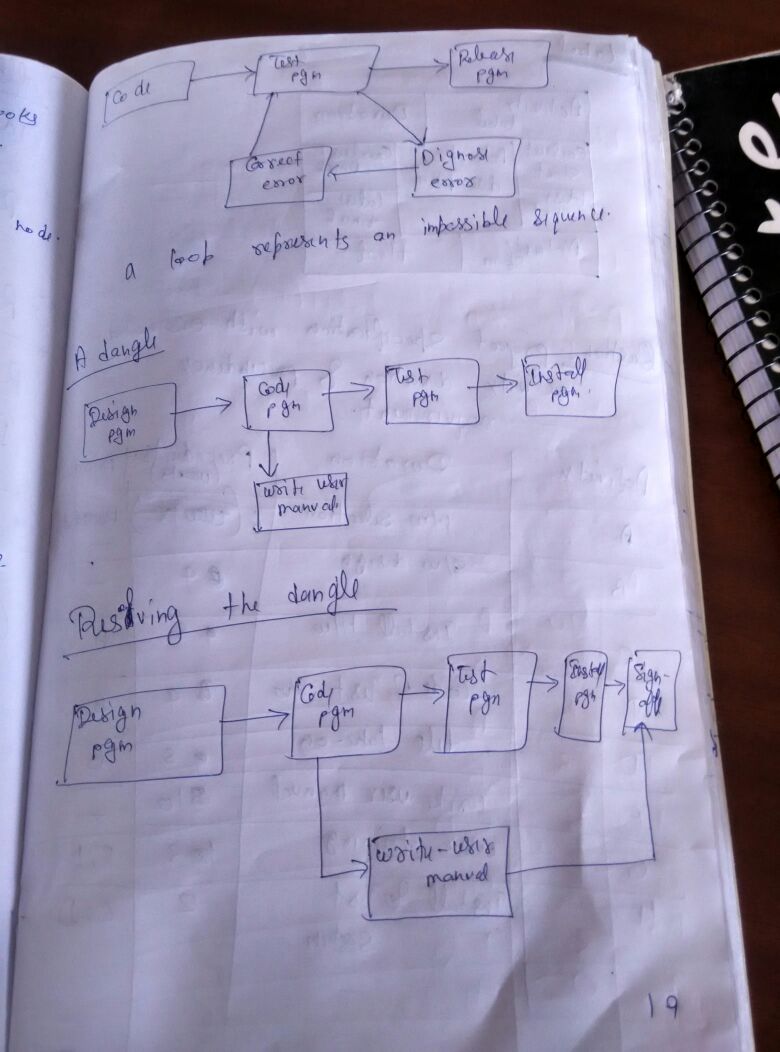 ooks
node.
Code
Test
pgm
Release
pgm
Correct
error
Dignose
error
a loop represents an impossible sequence.
A dangle
Design
pgm
Code
pgm
Test
pgm
Install
pgm.
write user
manual.
Resolving the dangle
Design
pgm
Code
pgm
Test
pgm
Install
pgm
Sign-
off
write-user
manual
19